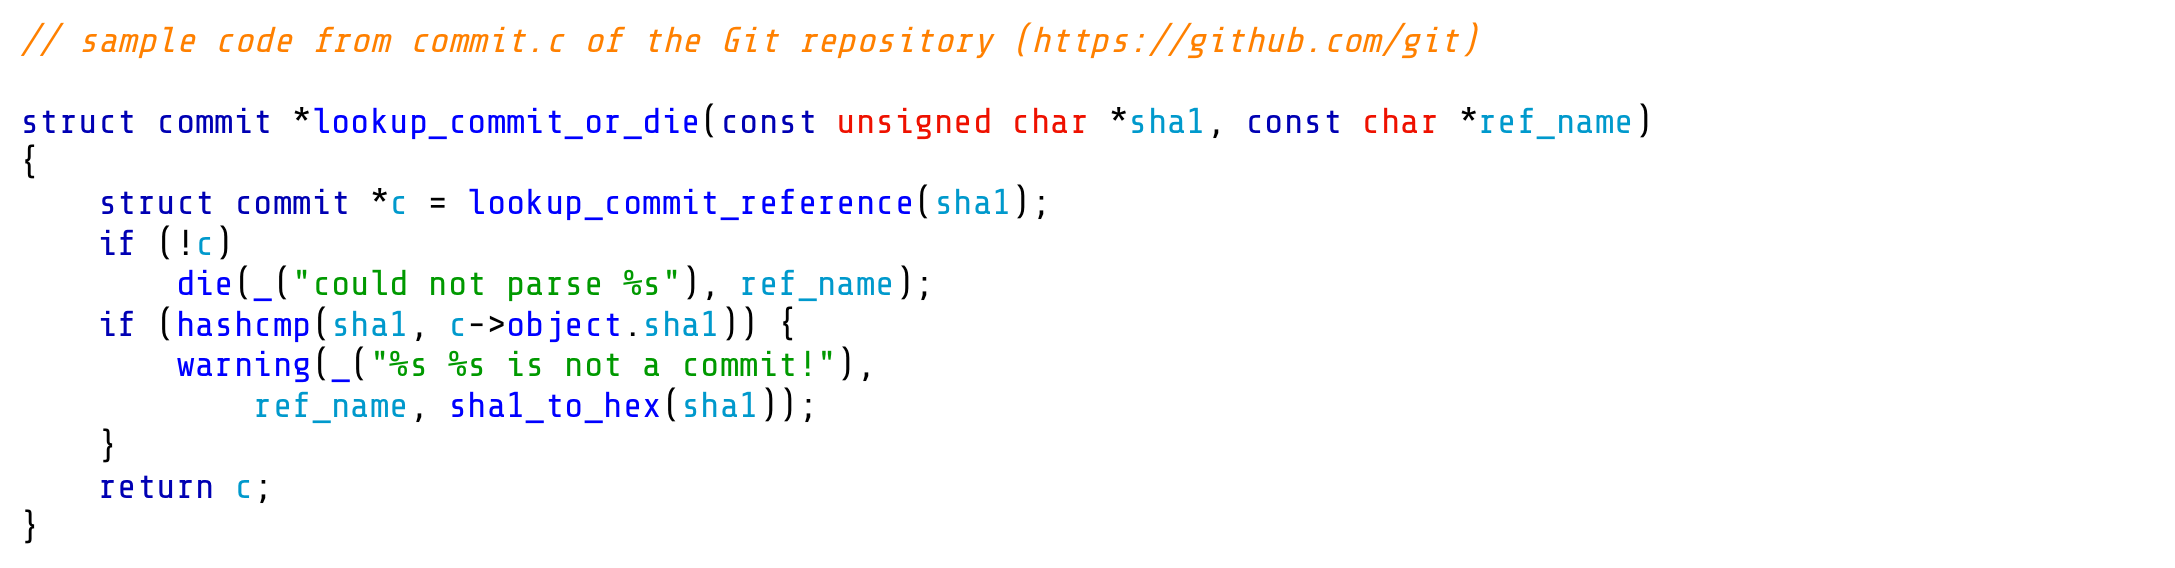 // sample code from commit.c of the Git repository (https://github.com/git)

struct commit *lookup_commit_or_die(const unsigned char *sha1, const char *ref_name)
{
    struct commit *c = lookup_commit_reference(sha1);
    if (!c)
        die(_("could not parse %s"), ref_name);
    if (hashcmp(sha1, c->object.sha1)) {
        warning(_("%s %s is not a commit!"),
            ref_name, sha1_to_hex(sha1));
    }
    return c;
}